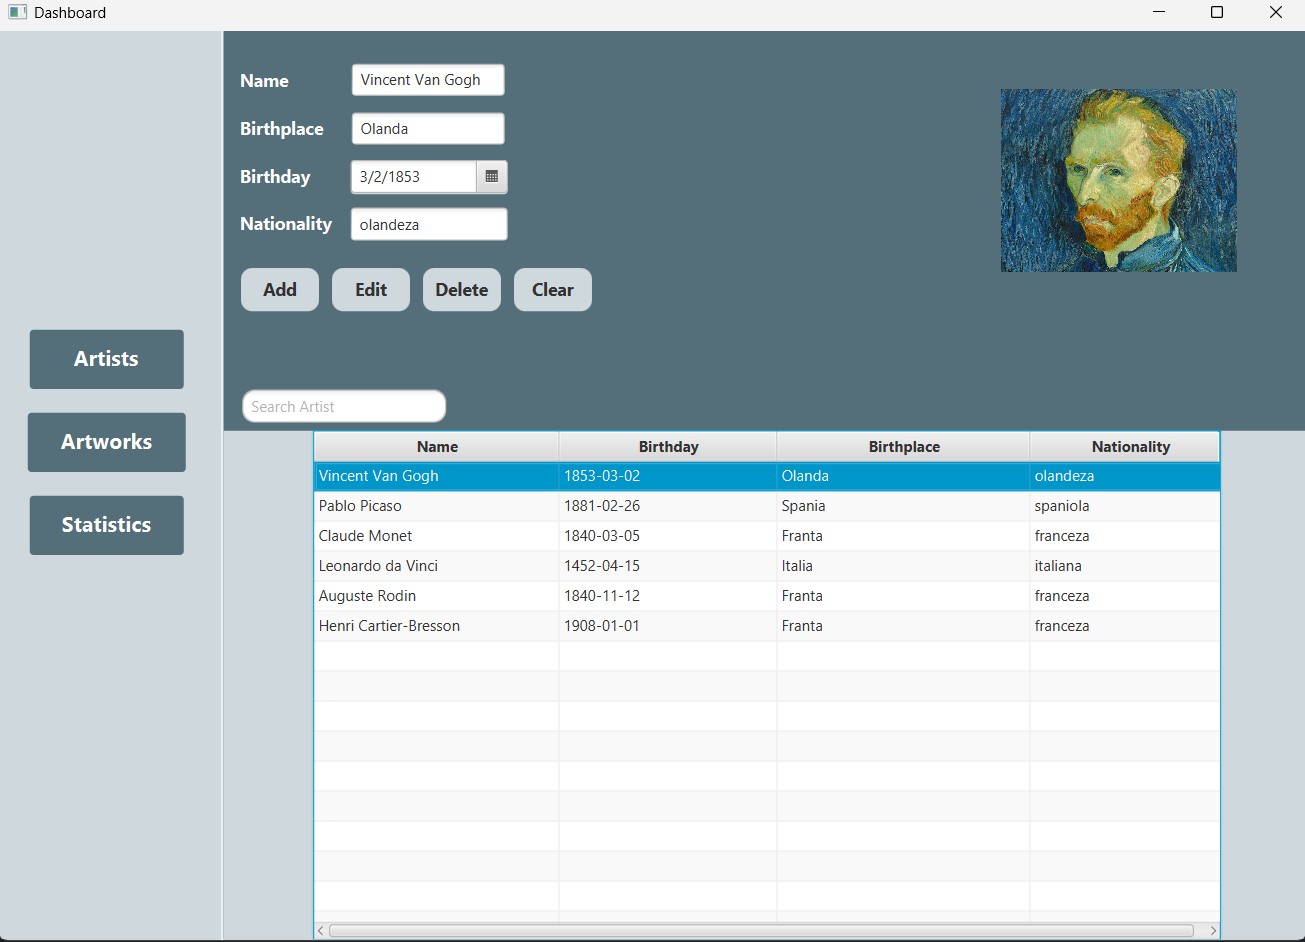 Dashboard
Name Vincent Van Gogh
Birthplace Olanda
Birthday 3/2/1853
Nationality olandeza
Add Edit Delete Clear
Artists
Artworks
Statistics
Search Artist
Name Birthday Birthplace Nationality
Vincent Van Gogh 1853-03-02 Olanda olandeza
Pablo Picaso 1881-02-26 Spania spaniola
Claude Monet 1840-03-05 Franta franceza
Leonardo da Vinci 1452-04-15 Italia italiana
Auguste Rodin 1840-11-12 Franta franceza
Henri Cartier-Bresson 1908-01-01 Franta franceza